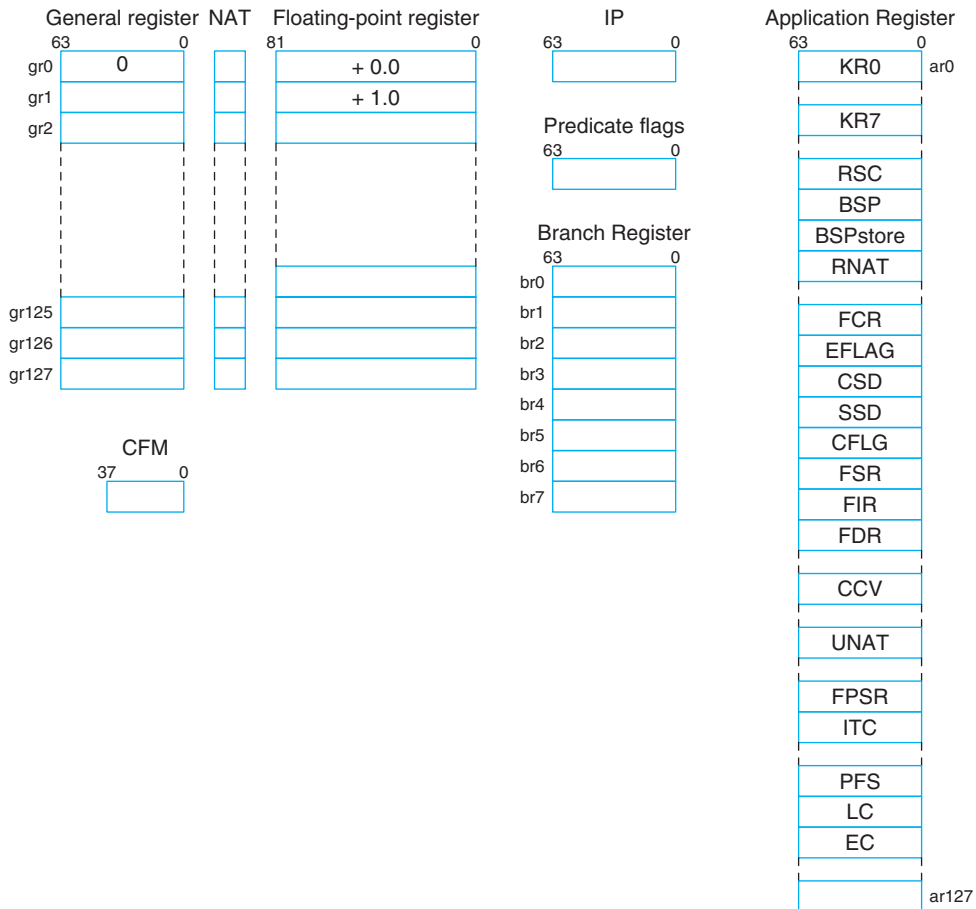 General register NAT Floating-point register IP Application Register
63 0 81 0 63 0 63 0
gr0 0 + 0.0 KR0 ar0
gr1 + 1.0
gr2
KR7
Predicate flags
63 0
RSC
BSP
Branch Register
BSPstore
63 0
RNAT
br0
gr125 br1 FCR
gr126 br2 EFLAG
gr127 br3 CSD
br4 SSD
CFM br5 CFLG
37 0 br6 FSR
br7 FIR
FDR
CCV
UNAT
FPSR
ITC
PFS
LC
EC
ar127